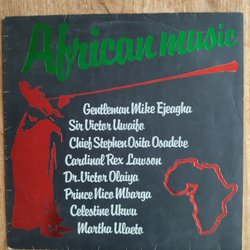 African music
Gentleman Mike Ejeagha
Sir Victor Uwaifo
Chief Stephen Osita Osadebe
Cardinal Rex Lawson
Dr. Victor Olaiya
Prince Nico Mbarga
Celestine Ukwu
Martha Ulaeto